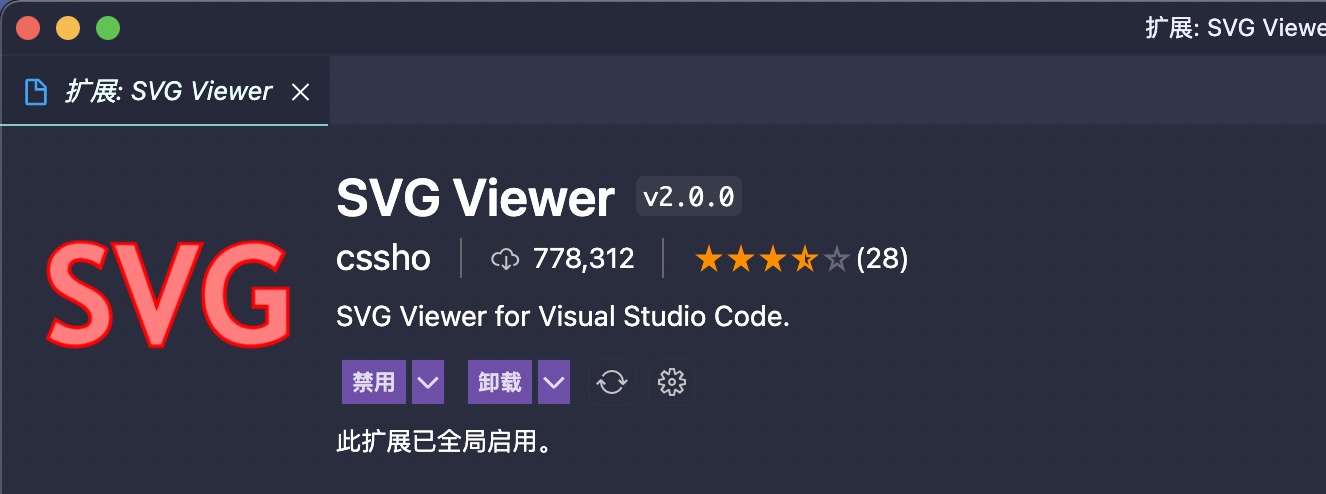 扩展: SVG Viewe
扩展: SVG Viewer
SVG
SVG Viewer v2.0.0
cssho 778,312 (28)
SVG Viewer for Visual Studio Code.
禁用 卸载
此扩展已全局启用。